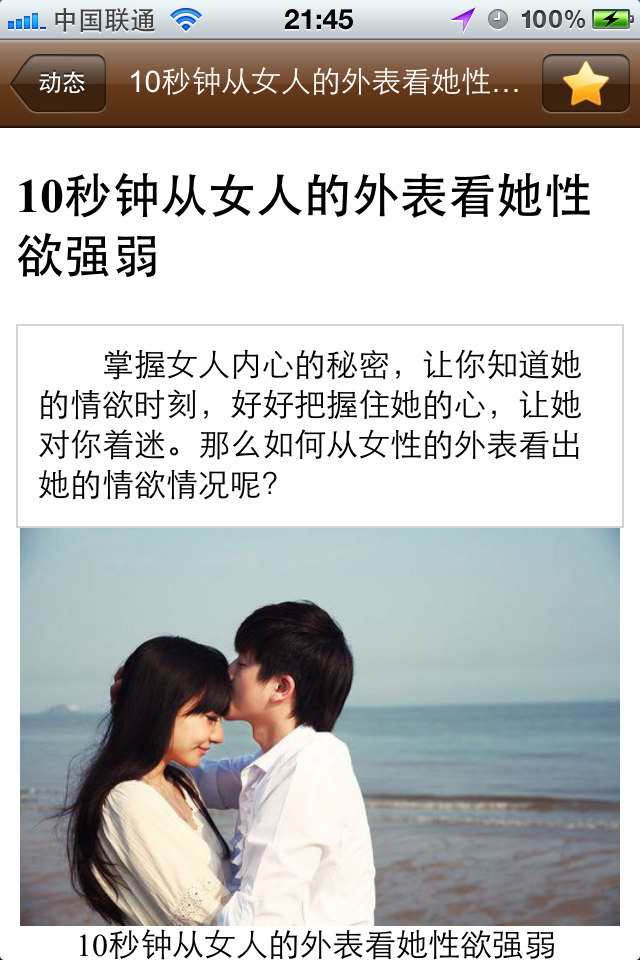 中国联通 21:45 100%
动态 10秒钟从女人的外表看她性...
10秒钟从女人的外表看她性
欲强弱
掌握女人内心的秘密，让你知道她
的情欲时刻，好好把握住她的心，让她
对你着迷。那么如何从女性的外表看出
她的情欲情况呢？
10秒钟从女人的外表看她性欲强弱